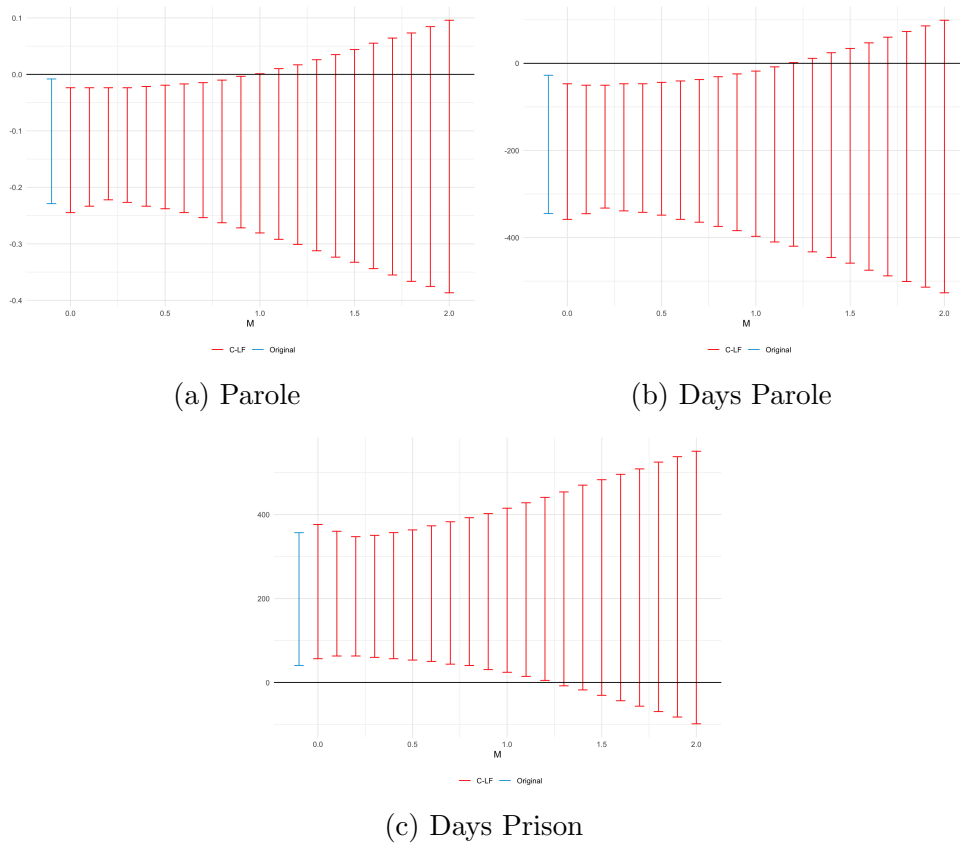 0.1
0.0
-0.1
-0.2
-0.3
-0.4
0.0 0.5 1.0 1.5 2.0
M
C-LF Original
(a) Parole
0
-200
-400
0.0 0.5 1.0 1.5 2.0
M
C-LF Original
(b) Days Parole
400
200
0
0.0 0.5 1.0 1.5 2.0
M
C-LF Original
(c) Days Prison